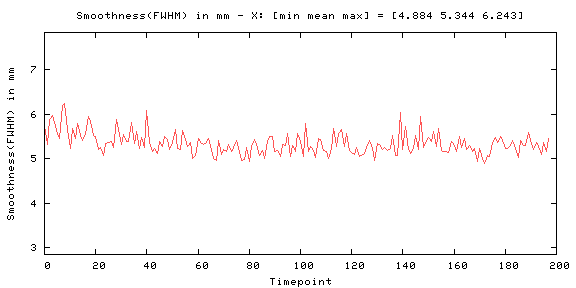 Smoothness(FWHM) in mm - X: [min mean max] = [4.884 5.344 6.243]
Smoothness(FWHM) in mm
7
6
5
4
3
0 20 40 60 80 100 120 140 160 180 200
Timepoint